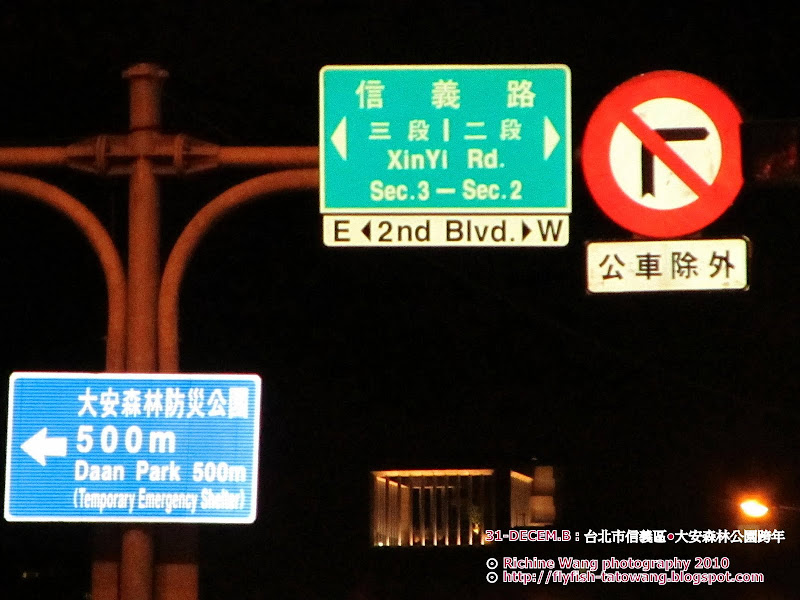 信義路
三段 | 二段
XinYi Rd.
Sec.3 — Sec.2
E ◀ 2nd Blvd. ▶ W
公車除外
大安森林防災公園
500m
Daan Park 500m
(Temporary Emergency Shelter)
31-DECEM.B：台北市信義區●大安森林公園跨年
⊙ Richine Wang photography 2010
⊙ http://flyfish-tatowang.blogspot.com/